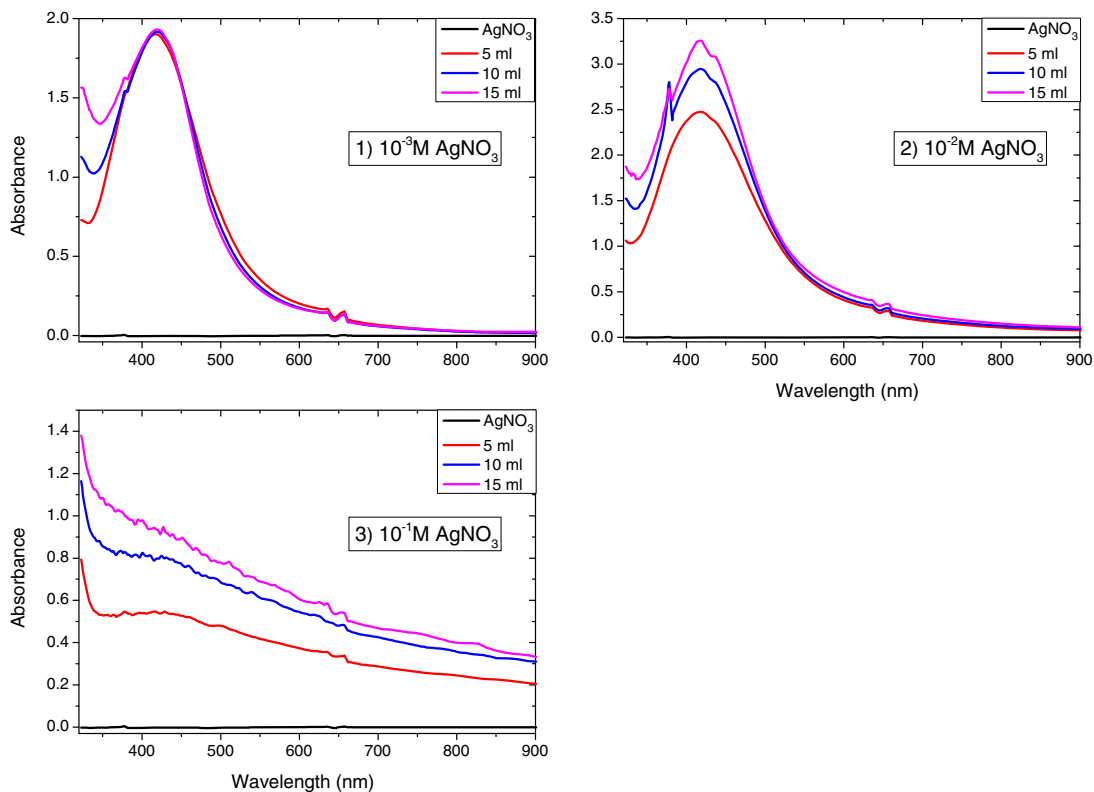 2.0
1.5
1.0
0.5
0.0
Absorbance
400 500 600 700 800 900
AgNO₃
5 ml
10 ml
15 ml
1) 10⁻³M AgNO₃
3.5
3.0
2.5
2.0
1.5
1.0
0.5
0.0
400 500 600 700 800 900
Wavelength (nm)
AgNO₃
5 ml
10 ml
15 ml
2) 10⁻²M AgNO₃
1.4
1.2
1.0
0.8
0.6
0.4
0.2
0.0
Absorbance
400 500 600 700 800 900
Wavelength (nm)
AgNO₃
5 ml
10 ml
15 ml
3) 10⁻¹M AgNO₃